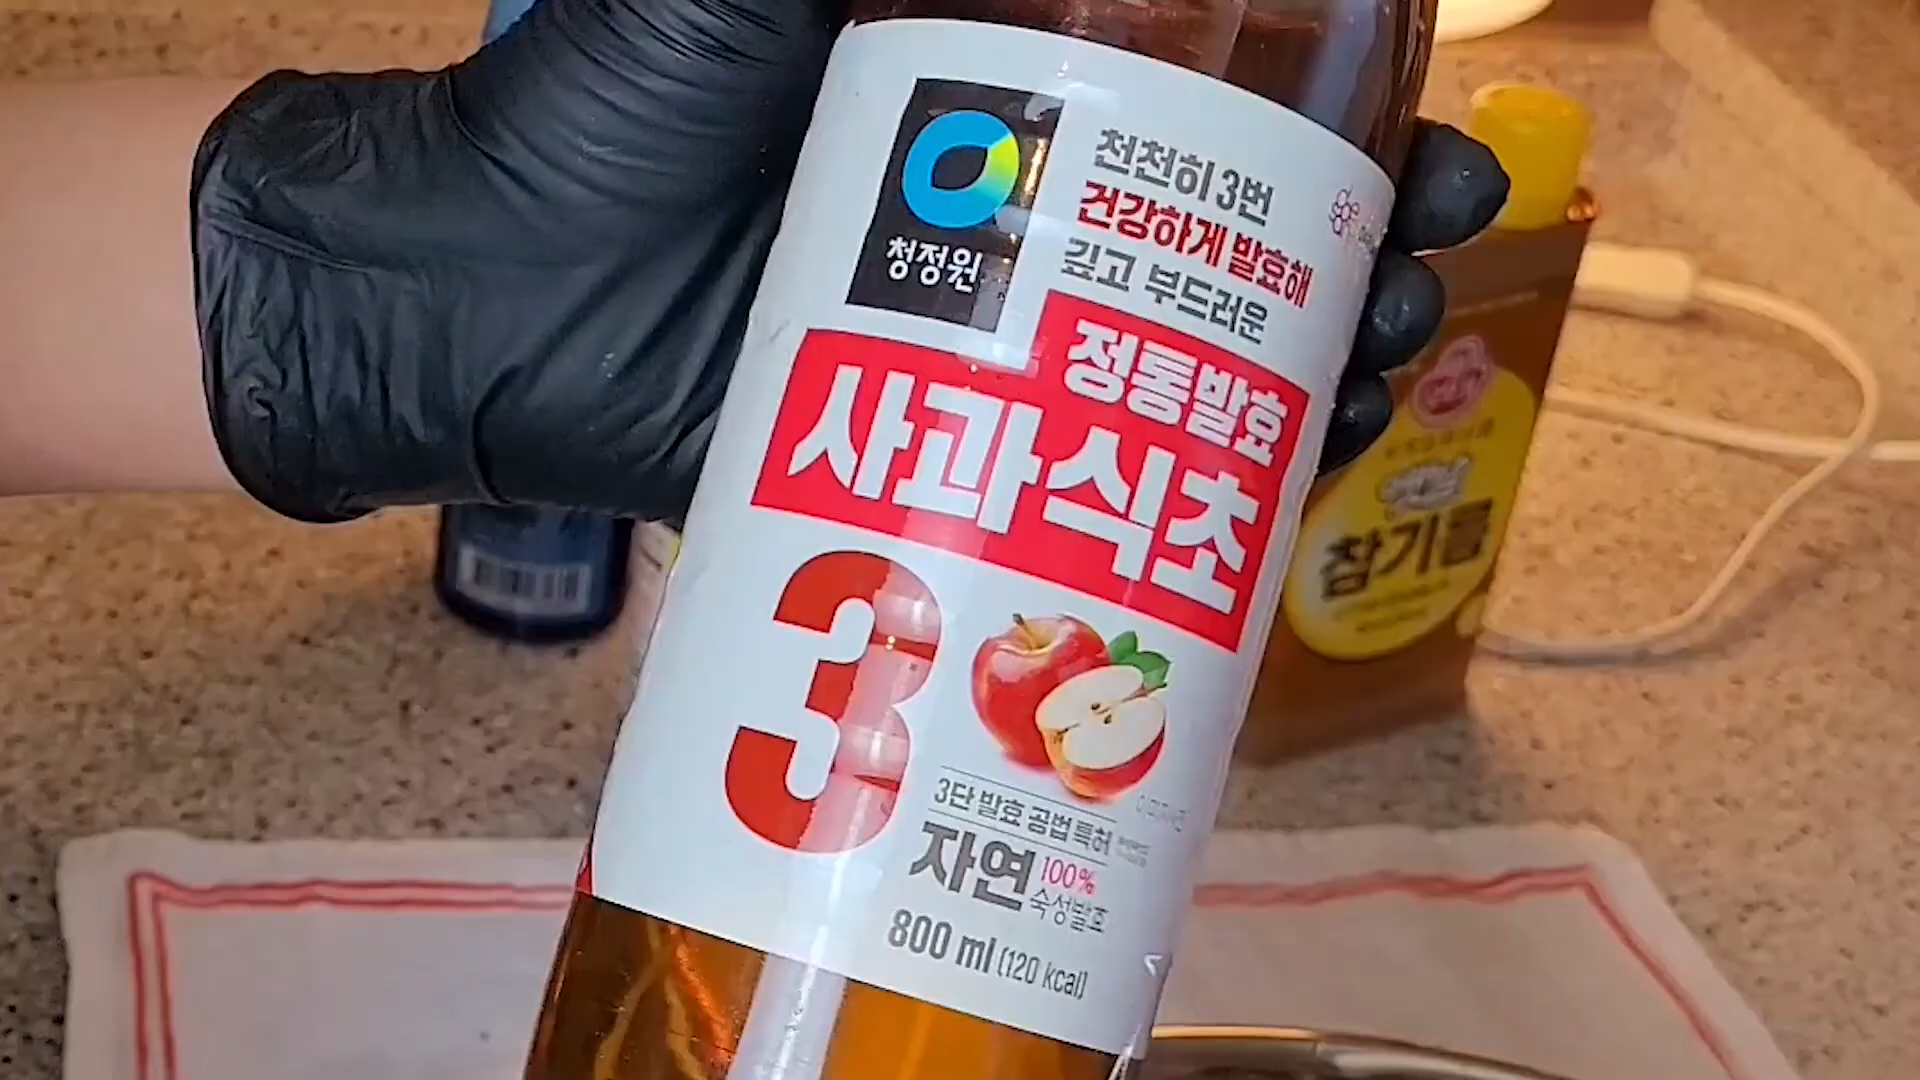 청정원
천천히 3번
건강하게 발효해
깊고 부드러운
정통발효
사과식초
3
3단 발효 공법 특허
자연 100%
숙성발효
800 ml (120 kcal)
옛날
참기름